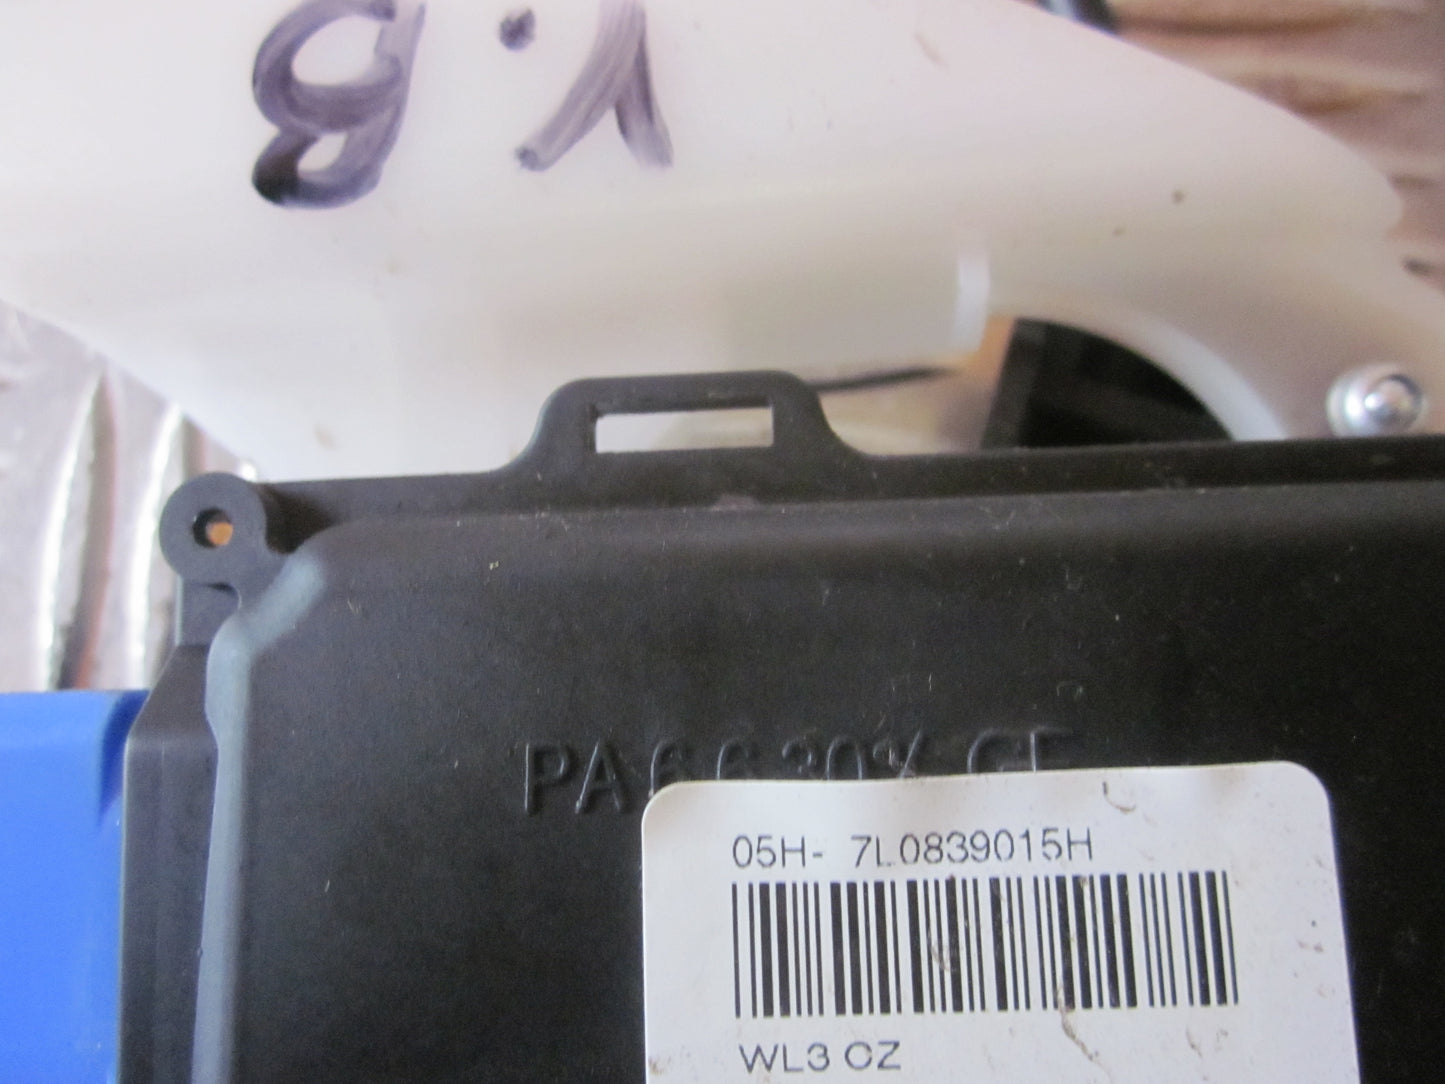 PA 6.6 30% GF
05H- 7L0839015H
WL3 CZ